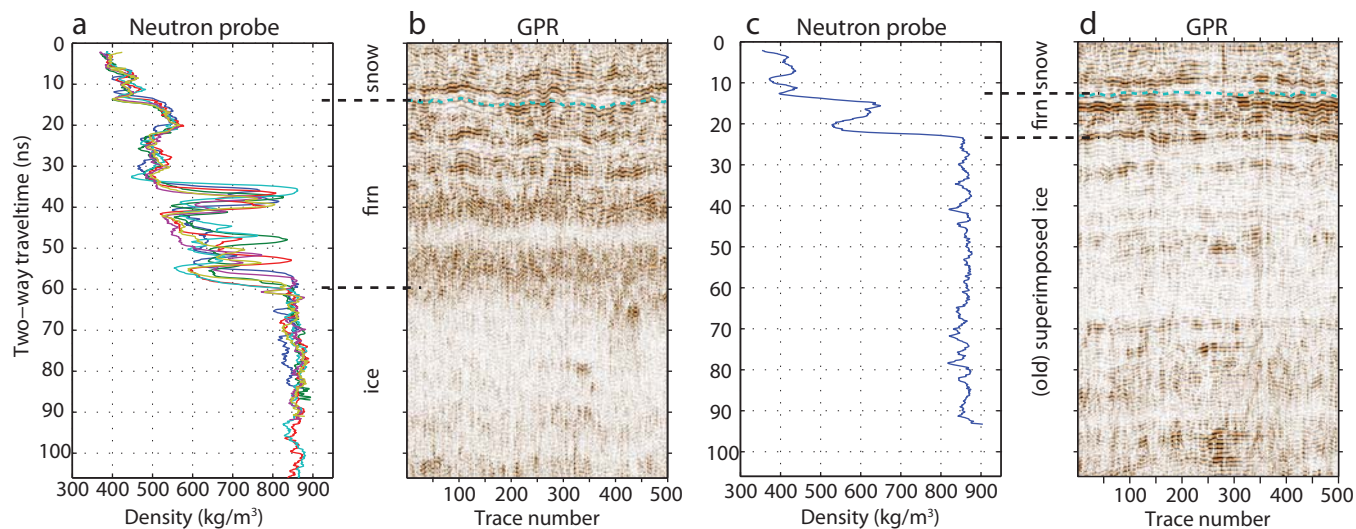 a Neutron probe
b GPR
c Neutron probe
d GPR
Two-way traveltime (ns)
0
10
20
30
40
50
60
70
80
90
100
300 400 500 600 700 800 900
Density (kg/m³)
snow
firn
ice
100 200 300 400 500
Trace number
0
10
20
30
40
50
60
70
80
90
100
300 400 500 600 700 800 900
Density (kg/m³)
snow
firn
(old) superimposed ice
100 200 300 400 500
Trace number